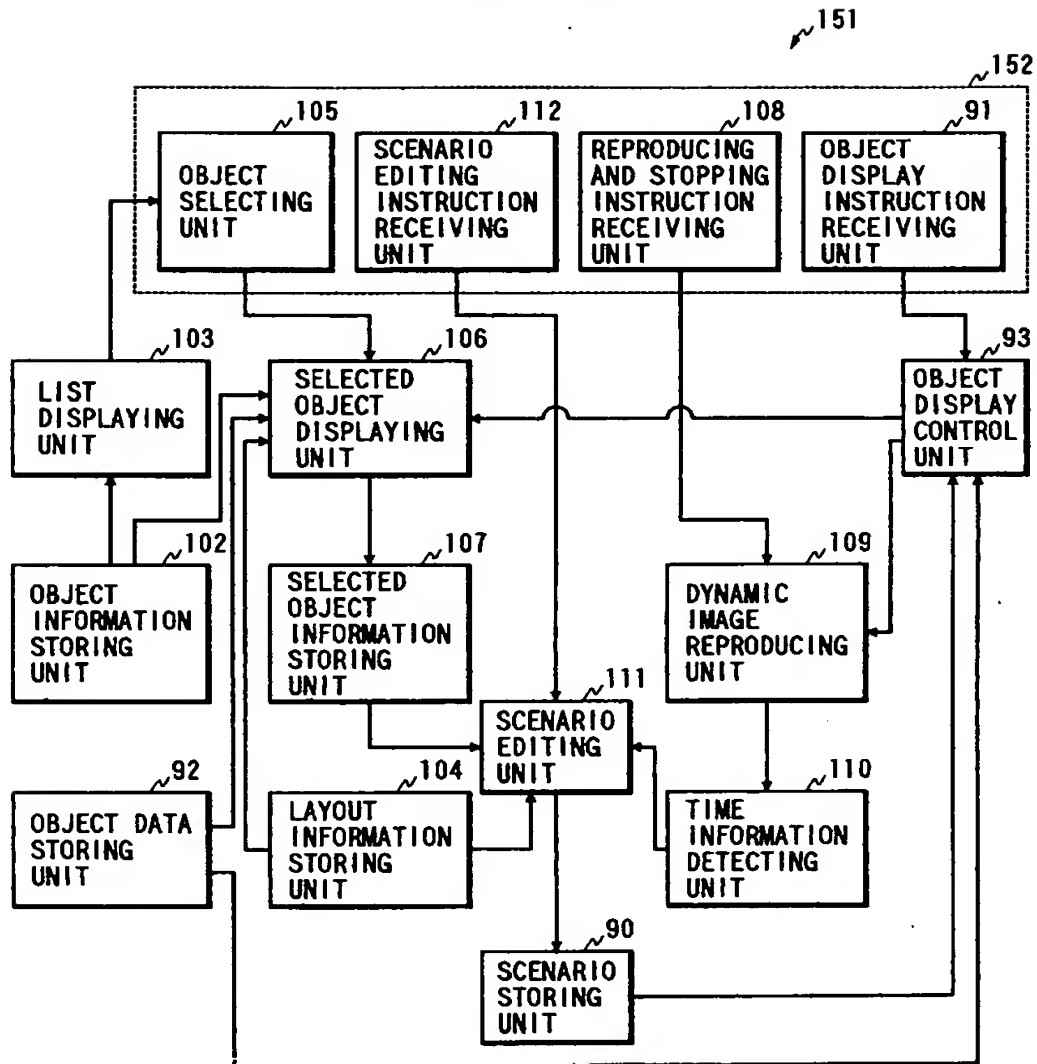 151
152
105
OBJECT
SELECTING
UNIT
112
SCENARIO
EDITING
INSTRUCTION
RECEIVING
UNIT
108
REPRODUCING
AND STOPPING
INSTRUCTION
RECEIVING
UNIT
91
OBJECT
DISPLAY
INSTRUCTION
RECEIVING
UNIT
103
LIST
DISPLAYING
UNIT
106
SELECTED
OBJECT
DISPLAYING
UNIT
93
OBJECT
DISPLAY
CONTROL
UNIT
102
OBJECT
INFORMATION
STORING
UNIT
107
SELECTED
OBJECT
INFORMATION
STORING
UNIT
109
DYNAMIC
IMAGE
REPRODUCING
UNIT
111
SCENARIO
EDITING
UNIT
92
OBJECT DATA
STORING
UNIT
104
LAYOUT
INFORMATION
STORING
UNIT
110
TIME
INFORMATION
DETECTING
UNIT
90
SCENARIO
STORING
UNIT